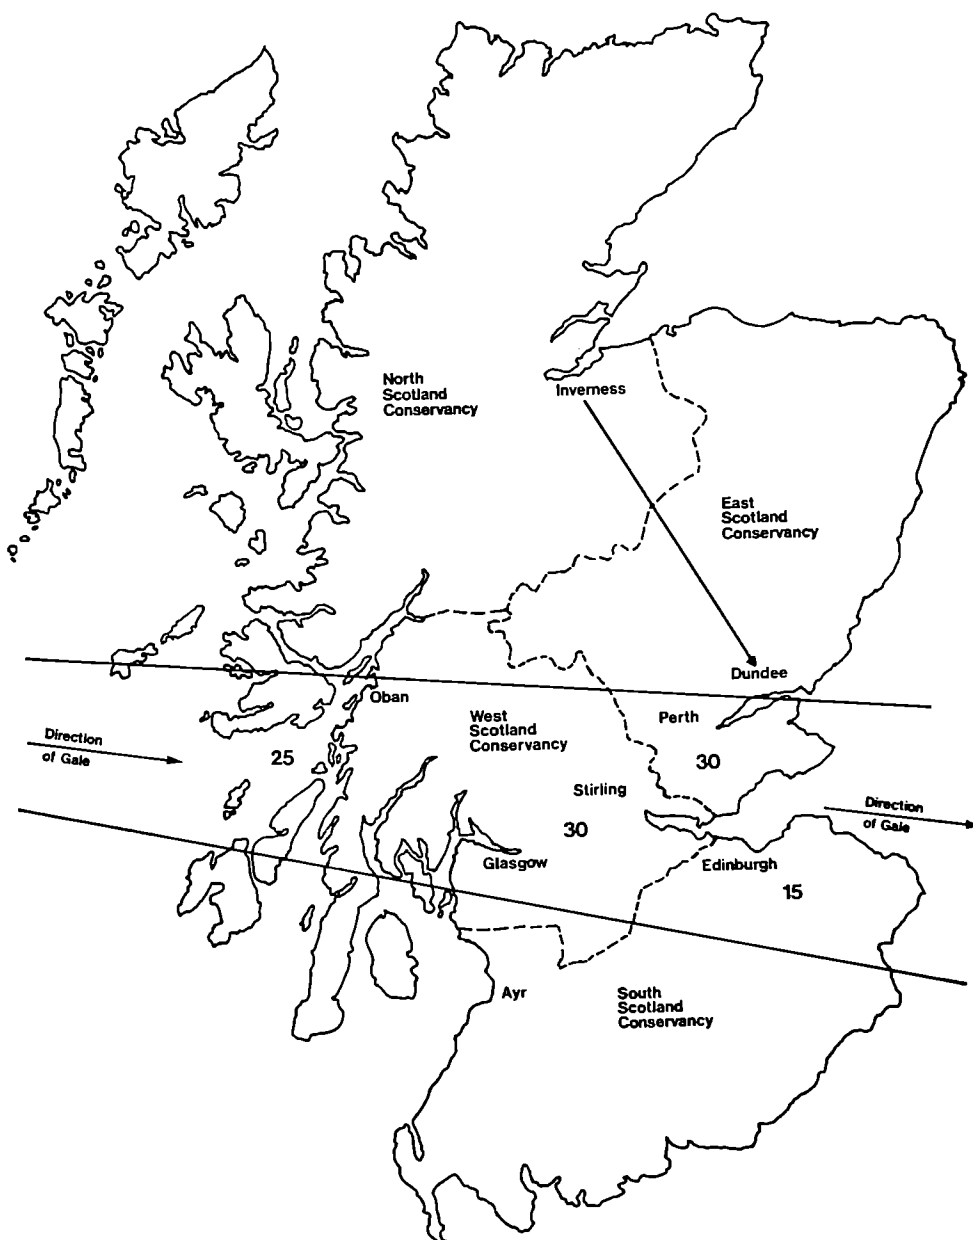 North
Scotland
Conservancy
Inverness
East
Scotland
Conservancy
Dundee
Oban
West
Scotland
Conservancy
Perth
Direction
of Gale
25
30
Stirling
30
Direction
of Gale
Glasgow
Edinburgh
15
Ayr
South
Scotland
Conservancy